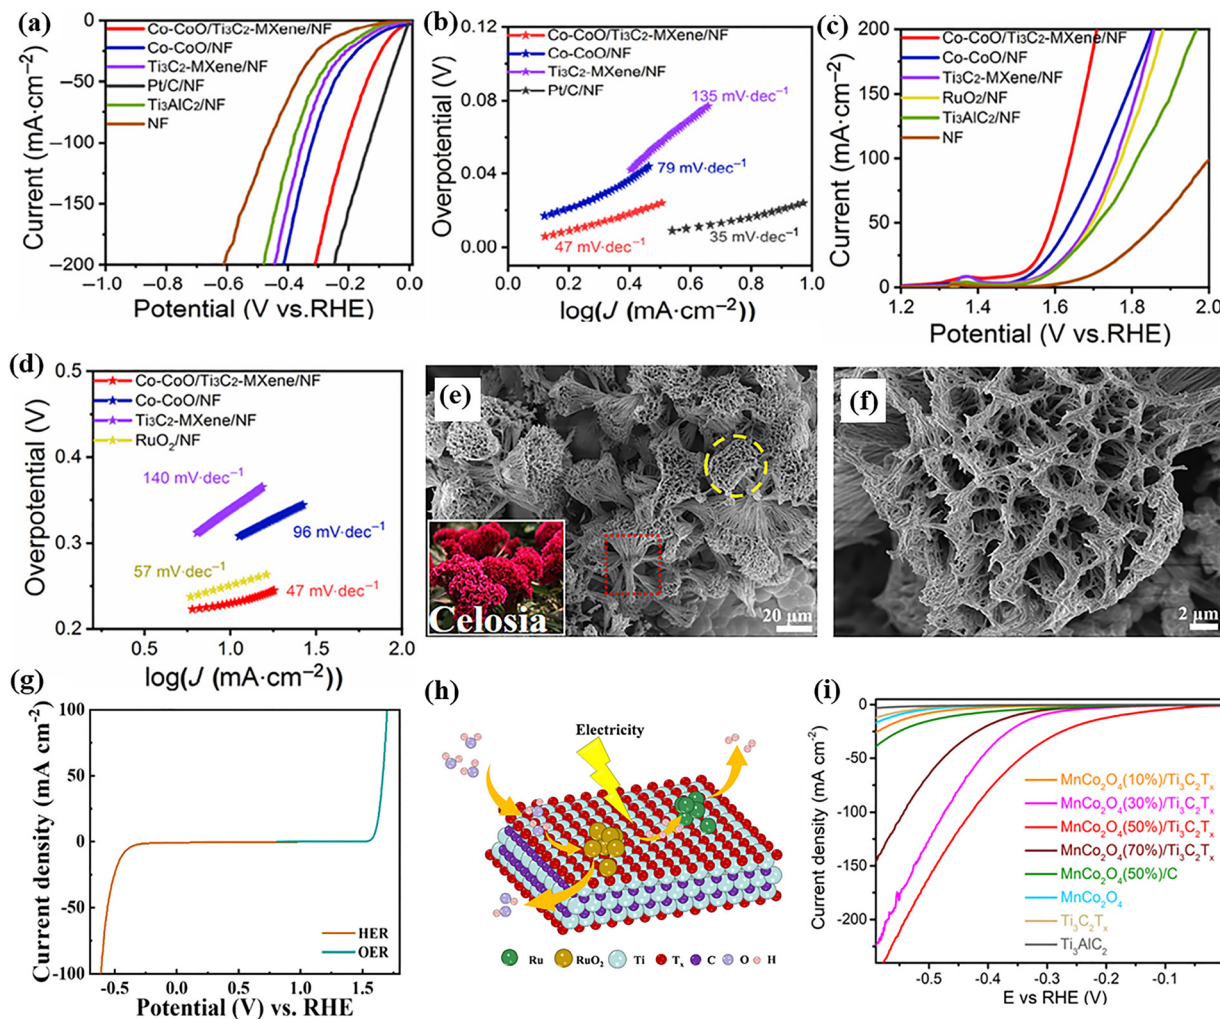 (a)
Co-CoO/Ti₃C₂-MXene/NF
Co-CoO/NF
Ti₃C₂-MXene/NF
Pt/C/NF
Ti₃AlC₂/NF
NF
Current (mA·cm⁻²)
0
−50
−100
−150
−200
−1.0 −0.8 −0.6 −0.4 −0.2 0.0
Potential (V vs.RHE)
(b)
Co-CoO/Ti₃C₂-MXene/NF
Co-CoO/NF
Ti₃C₂-MXene/NF
Pt/C/NF
135 mV·dec⁻¹
79 mV·dec⁻¹
47 mV·dec⁻¹
35 mV·dec⁻¹
Overpotential (V)
0.12
0.08
0.04
0.00
0.0 0.2 0.4 0.6 0.8 1.0
log(J (mA·cm⁻²))
(c)
Co-CoO/Ti₃C₂-MXene/NF
Co-CoO/NF
Ti₃C₂-MXene/NF
RuO₂/NF
Ti₃AlC₂/NF
NF
Current (mA·cm⁻²)
200
150
100
50
0
1.2 1.4 1.6 1.8 2.0
Potential (V vs.RHE)
(d)
Co-CoO/Ti₃C₂-MXene/NF
Co-CoO/NF
Ti₃C₂-MXene/NF
RuO₂/NF
140 mV·dec⁻¹
96 mV·dec⁻¹
57 mV·dec⁻¹
47 mV·dec⁻¹
Overpotential (V)
0.5
0.4
0.3
0.2
0.5 1.0 1.5 2.0
log(J (mA·cm⁻²))
(e)
Celosia
20 μm
(f)
2 μm
(g)
Current density (mA cm⁻²)
100
50
0
-50
-100
HER
OER
-0.5 0.0 0.5 1.0 1.5
Potential (V) vs. RHE
(h)
Electricity
Ru RuO₂ Ti Tₓ C O H
(i)
Current density (mA cm⁻²)
0
-50
-100
-150
-200
MnCo₂O₄(10%)/Ti₃C₂Tₓ
MnCo₂O₄(30%)/Ti₃C₂Tₓ
MnCo₂O₄(50%)/Ti₃C₂Tₓ
MnCo₂O₄(70%)/Ti₃C₂Tₓ
MnCo₂O₄(50%)/C
MnCo₂O₄
Ti₃C₂Tₓ
Ti₃AlC₂
-0.5 -0.4 -0.3 -0.2 -0.1
E vs RHE (V)